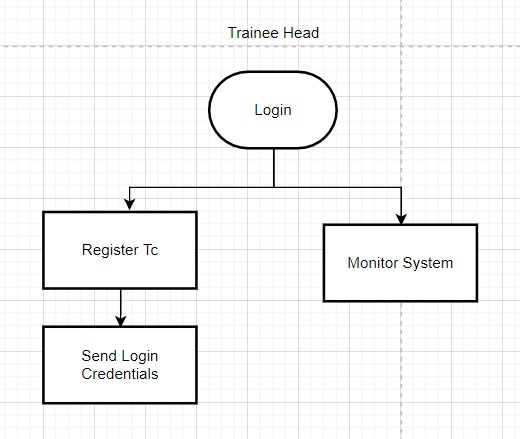 Trainee Head
Login
Register Tc
Monitor System
Send Login
Credentials